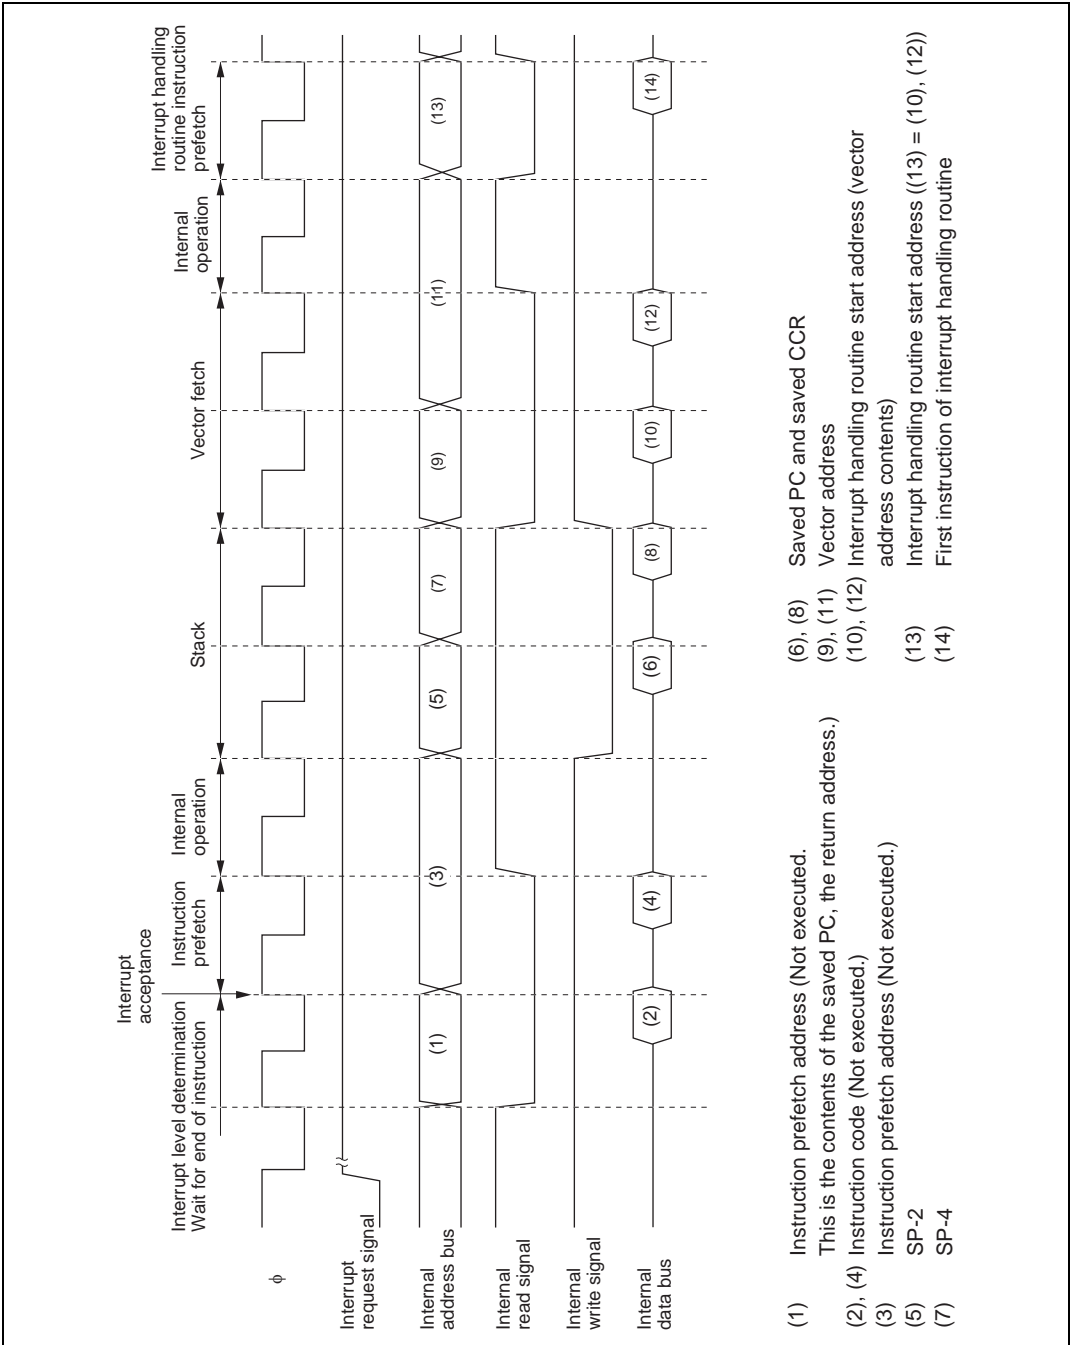 Interrupt
acceptance
Interrupt level determination
Wait for end of instruction
Instruction
prefetch
Internal
operation
Stack
Vector fetch
Internal
operation
Interrupt handling
routine instruction
prefetch
φ
Interrupt
request signal
Internal
address bus
(1)
(3)
(5)
(7)
(9)
(11)
(13)
Internal
read signal
Internal
write signal
Internal
data bus
(2)
(4)
(6)
(8)
(10)
(12)
(14)
(1) Instruction prefetch address (Not executed.
This is the contents of the saved PC, the return address.)
(2), (4) Instruction code (Not executed.)
(3) Instruction prefetch address (Not executed.)
(5) SP-2
(7) SP-4
(6), (8) Saved PC and saved CCR
(9), (11) Vector address
(10), (12) Interrupt handling routine start address (vector
address contents)
(13) Interrupt handling routine start address ((13) = (10), (12))
(14) First instruction of interrupt handling routine